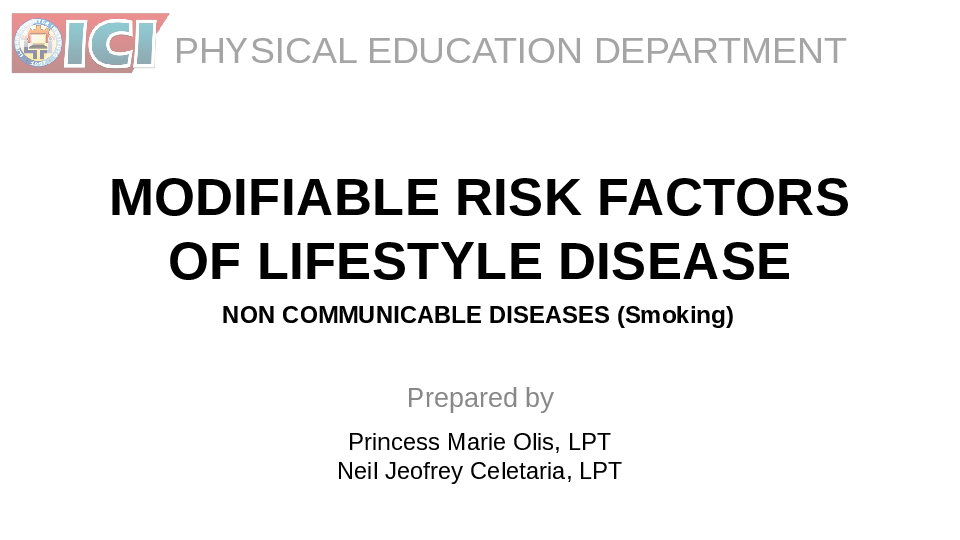 ICI
PHYSICAL EDUCATION DEPARTMENT
MODIFIABLE RISK FACTORS
OF LIFESTYLE DISEASE
NON COMMUNICABLE DISEASES (Smoking)
Prepared by
Princess Marie Olis, LPT
Neil Jeofrey Celetaria, LPT